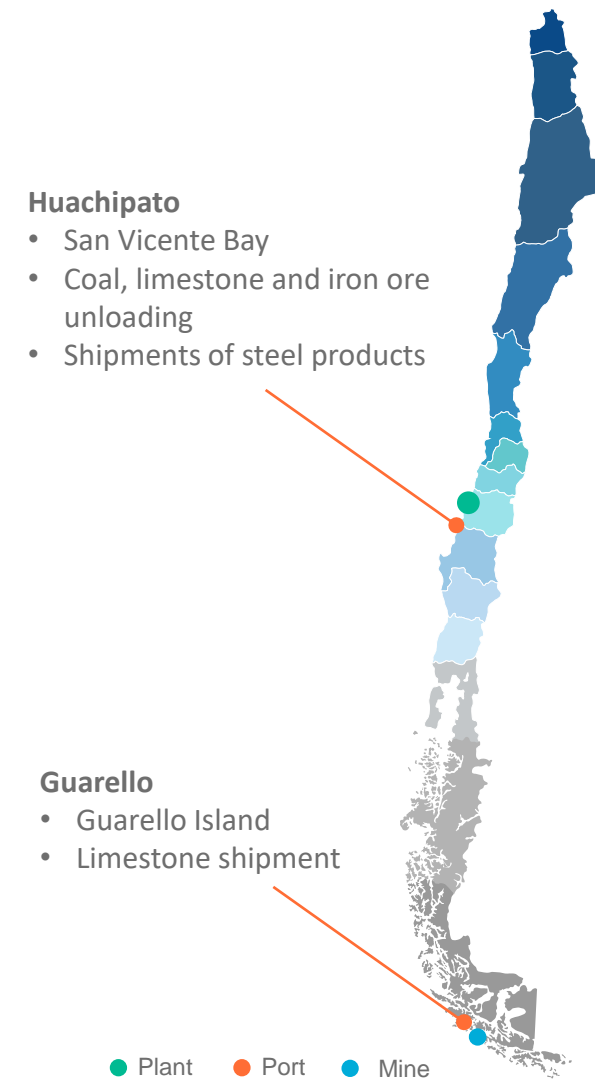 Huachipato
• San Vicente Bay
• Coal, limestone and iron ore
unloading
• Shipments of steel products
Guarello
• Guarello Island
• Limestone shipment
Plant Port Mine